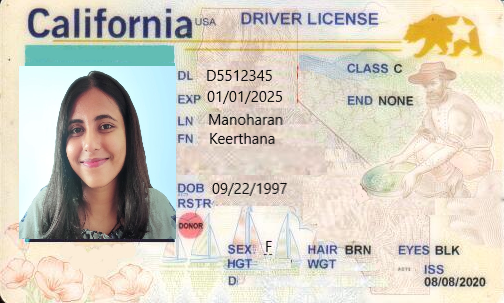 California USA DRIVER LICENSE
DL D5512345
CLASS C
EXP 01/01/2025
END NONE
LN Manoharan
FN Keerthana
DOB 09/22/1997
RSTR
DONOR
SEX F HAIR BRN EYES BLK
HGT WGT
D
ISS
08/08/2020